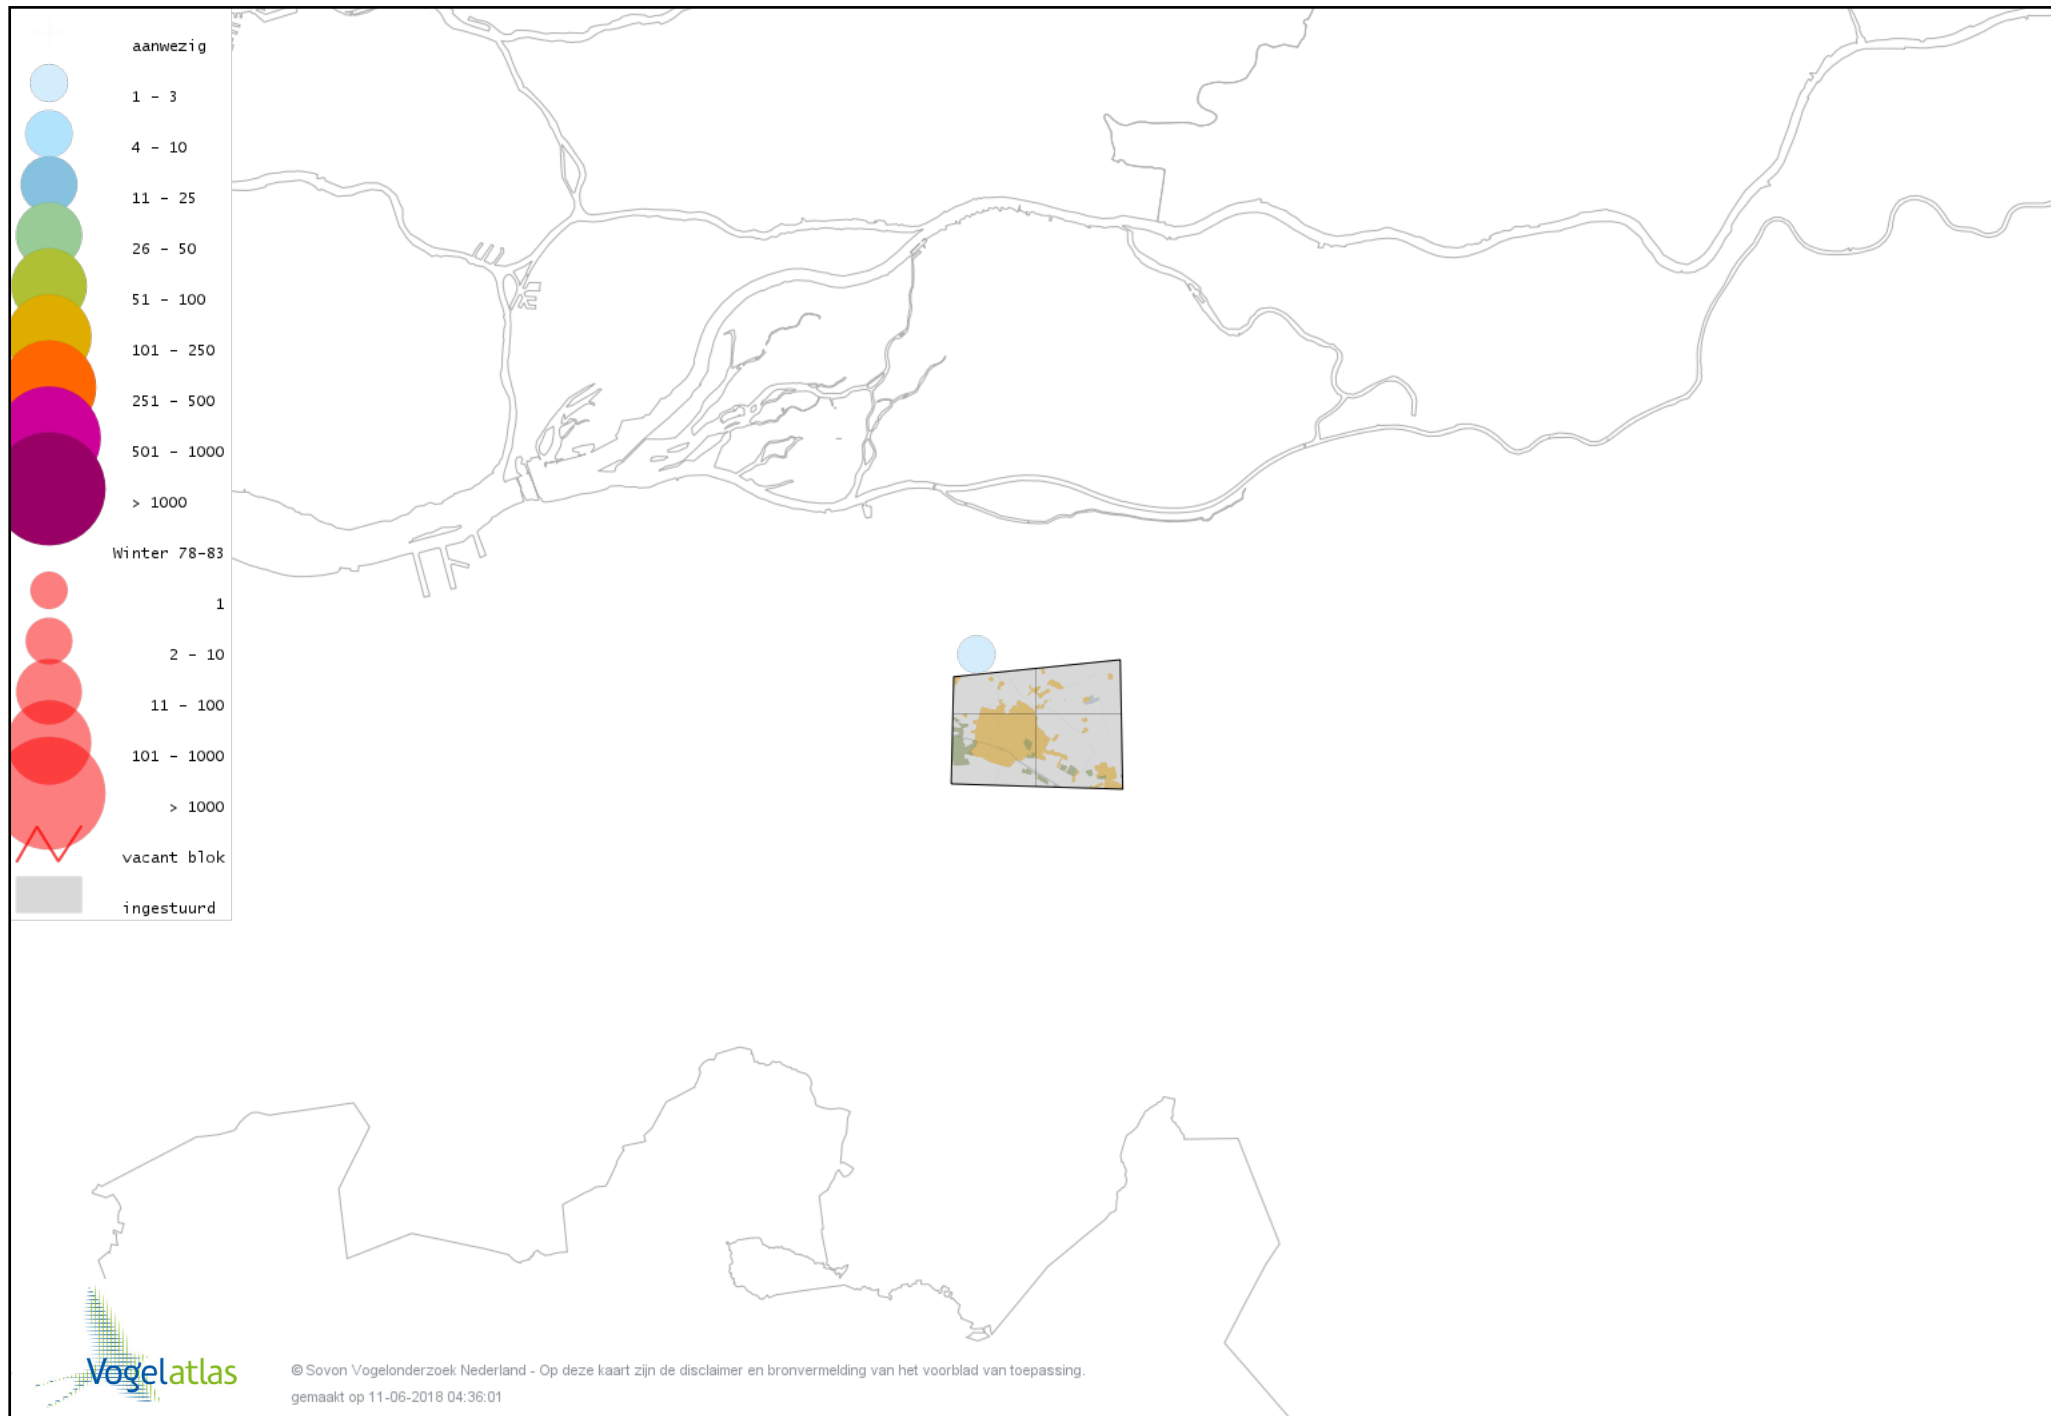 aanwezig
1 - 3
4 - 10
11 - 25
26 - 50
51 - 100
101 - 250
251 - 500
501 - 1000
> 1000
Winter 78-83
1
2 - 10
11 - 100
101 - 1000
> 1000
vacant blok
ingestuurd
Vogelatlas
© Sovon Vogelonderzoek Nederland - Op deze kaart zijn de disclaimer en bronvermelding van het voorblad van toepassing.
gemaakt op 11-06-2018 04:36:01